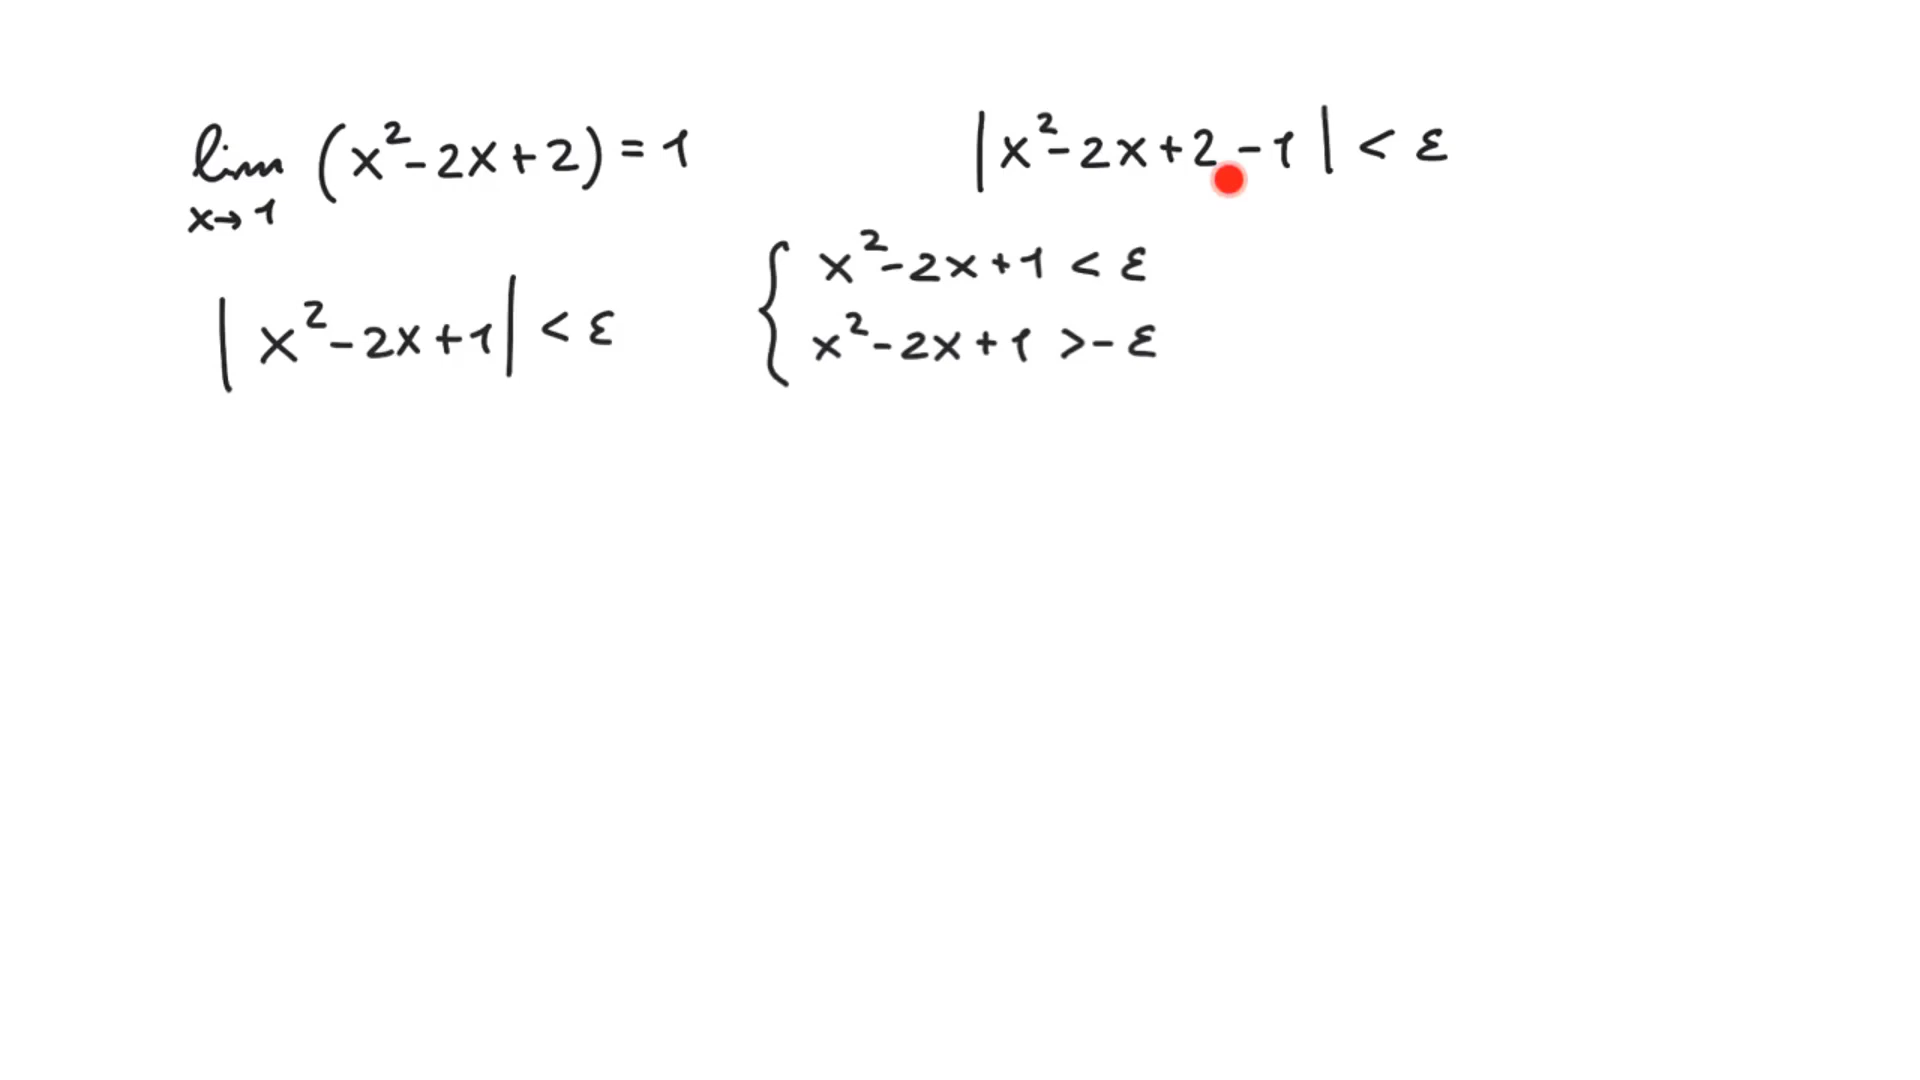 lim (x²-2x+2) = 1
x→1
|x²-2x+2-1| < ε
|x²-2x+1| < ε
{ x²-2x+1 < ε
x²-2x+1 >-ε